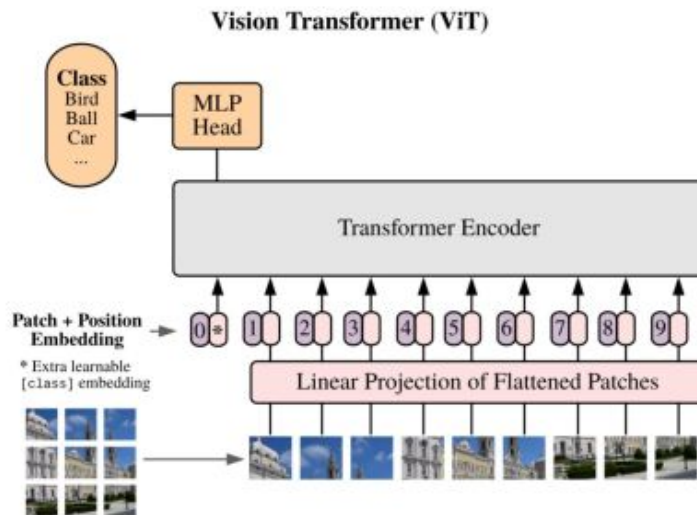 Vision Transformer (ViT)
Class
Bird
Ball
Car
...
MLP
Head
Transformer Encoder
Patch + Position
Embedding
0 * 1 2 3 4 5 6 7 8 9
* Extra learnable
[class] embedding
Linear Projection of Flattened Patches